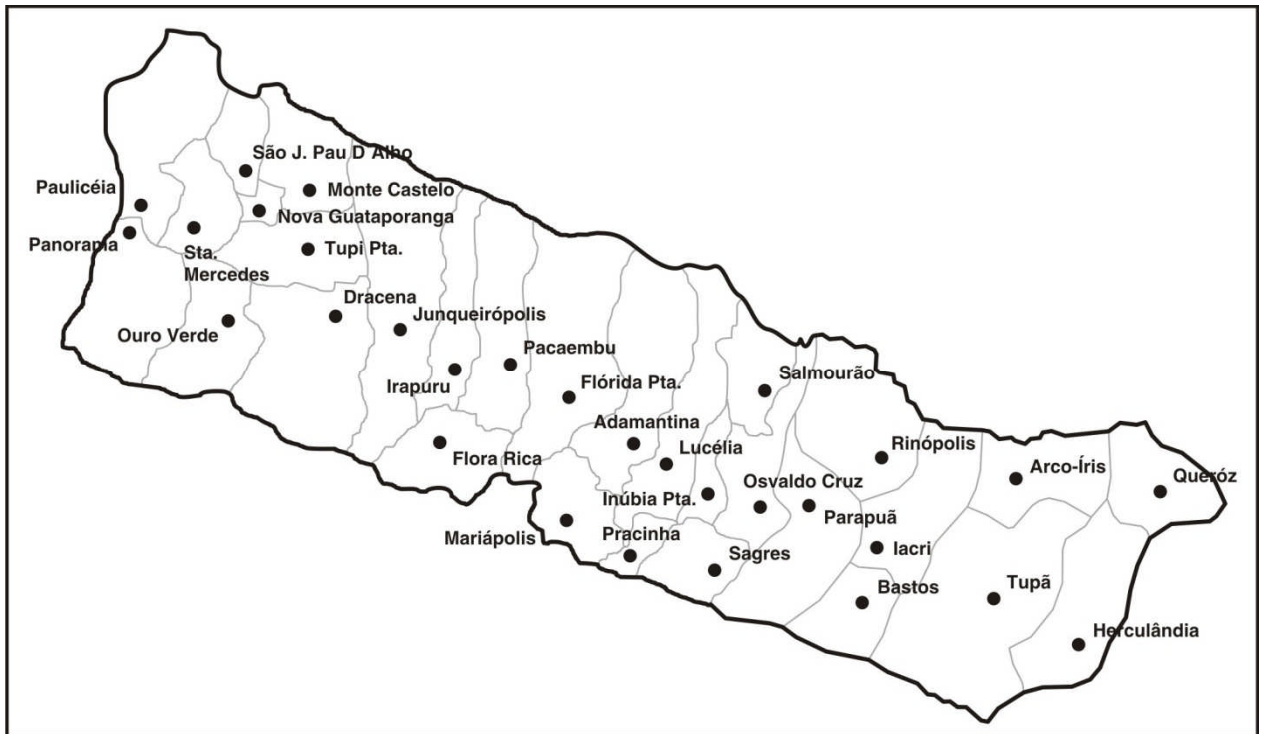 São J. Pau D Alho
Paulicéia
Monte Castelo
Nova Guataporanga
Panorama
Sta.
Mercedes
Tupi Pta.
Dracena
Junqueirópolis
Ouro Verde
Pacaembu
Irapuru
Flórida Pta.
Salmourão
Adamantina
Lucélia
Flora Rica
Rinópolis
Arco-Íris
Queróz
Osvaldo Cruz
Inúbia Pta.
Parapuã
Mariápolis
Pracinha
Sagres
Iacri
Bastos
Tupã
Herculândia